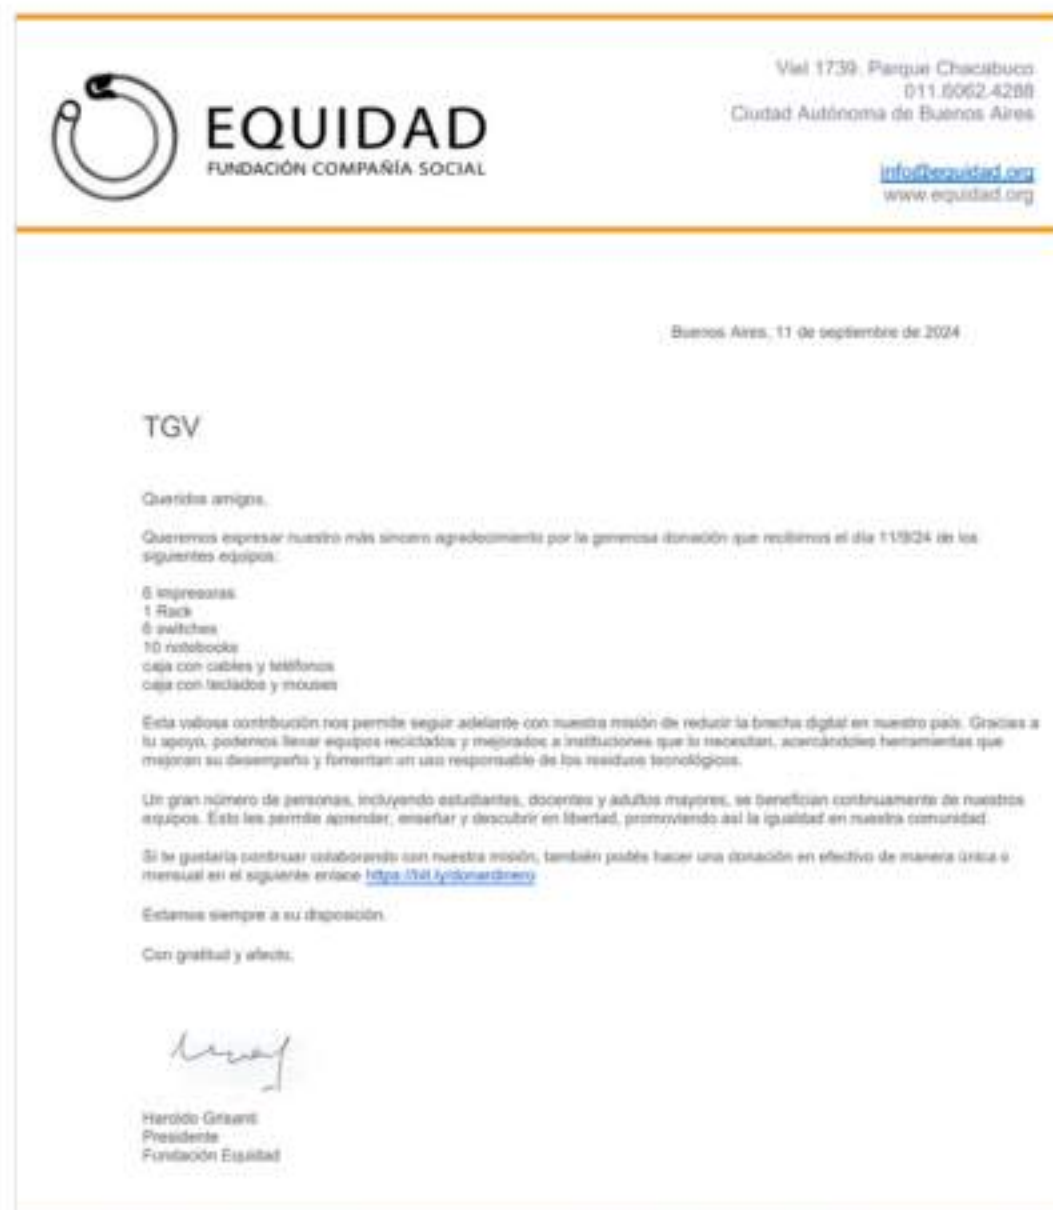 EQUIDAD
FUNDACIÓN COMPAÑÍA SOCIAL
Viel 1739. Parque Chacabuco
011.6062.4288
Ciudad Autónoma de Buenos Aires
info@equidad.org
www.equidad.org
Buenos Aires, 11 de septiembre de 2024
TGV
Queridos amigos,
Queremos expresar nuestro más sincero agradecimiento por la generosa donación que recibimos el día 11/9/24 de los
siguientes equipos:
impresoras
1 Rack
6 switches
10 notebooks
caja con cables y teléfonos
caja con teclados y mouses
Esta valiosa contribución nos permite seguir adelante con nuestra misión de reducir la brecha digital en nuestro país. Gracias a
tu apoyo, podemos llevar equipos reciclados y mejorados a instituciones que lo necesitan, acercándoles herramientas que
mejoran su desempeño y fomentan un uso responsable de los residuos tecnológicos.
Un gran número de personas, incluyendo estudiantes, docentes y adultos mayores, se benefician continuamente de nuestros
equipos. Esto les permite aprender, enseñar y descubrir en libertad, promoviendo así la igualdad en nuestra comunidad.
Si te gustaría continuar colaborando con nuestra misión, también podés hacer una donación en efectivo de manera única o
mensual en el siguiente enlace https://bit.ly/donardinero
Estamos siempre a su disposición.
Con gratitud y afecto,
Haroldo Grisanti
Presidente
Fundación Equidad